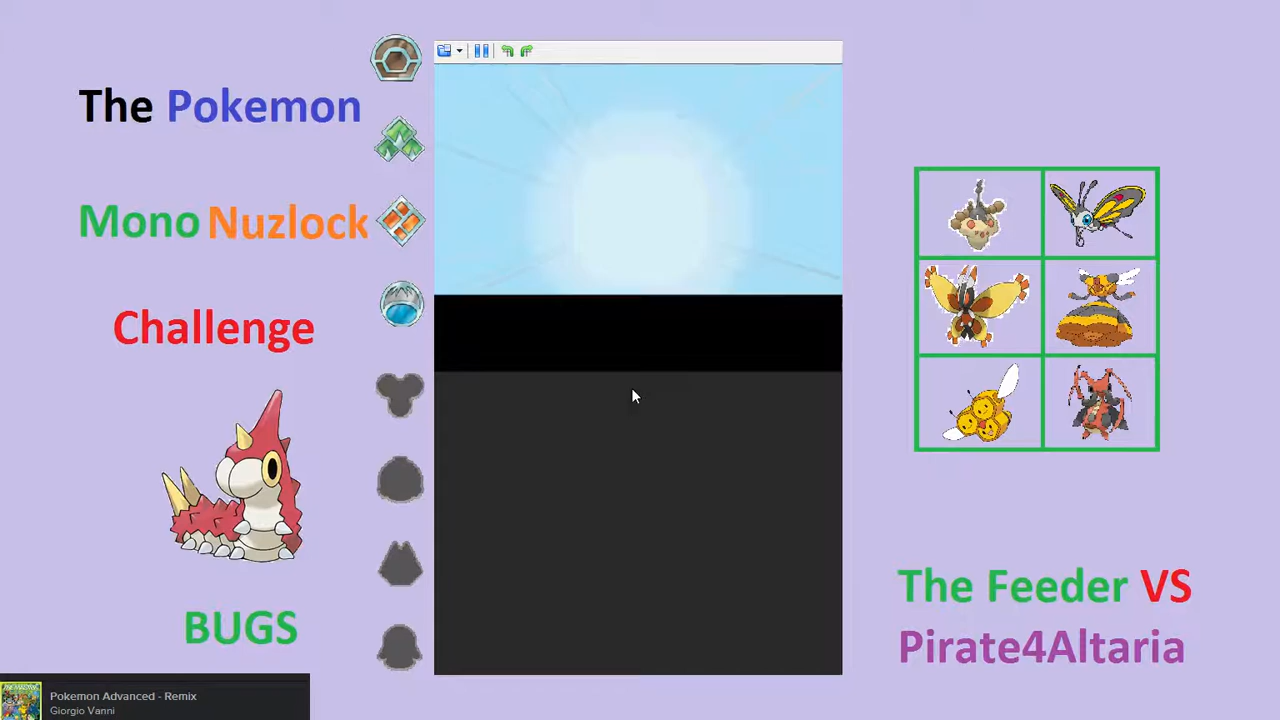 The Pokemon
Mono Nuzlock
Challenge
BUGS
The Feeder VS
Pirate4Altaria
Pokemon Advanced - Remix
Giorgio Vanni